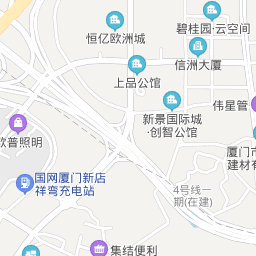 碧桂园·云空间
恒亿欧洲城
信洲大厦
上品公馆
新景国际城
·创智公馆
伟星管
欧普照明
厦门市
建材有
国网厦门新店
祥弯充电站
4号线一
期(在建)
集结便利